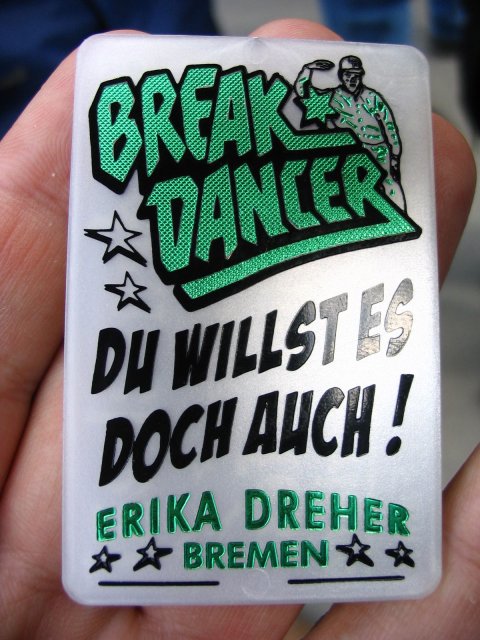 BREAK
DANCER
DU WILLST ES
DOCH AUCH!
ERIKA DREHER
BREMEN